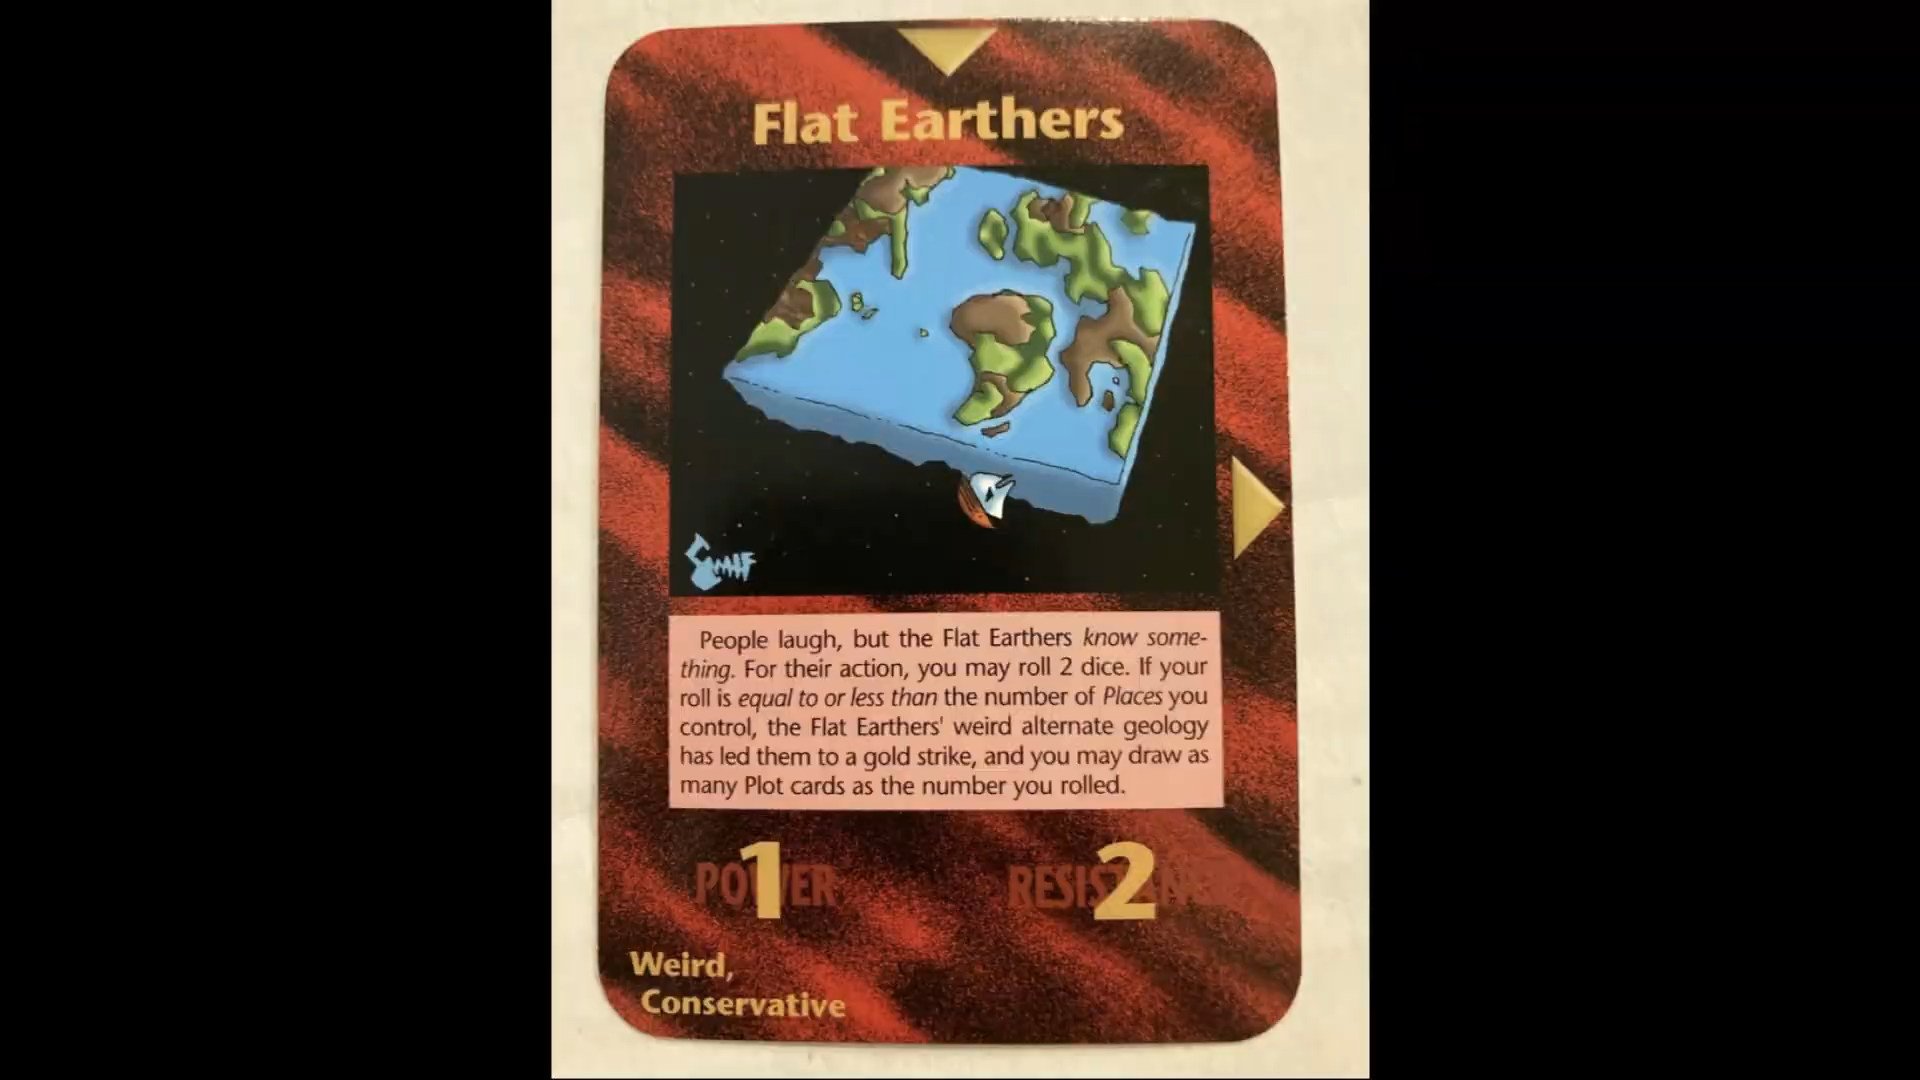 Flat Earthers
People laugh, but the Flat Earthers know some-
thing. For their action, you may roll 2 dice. If your
roll is equal to or less than the number of Places you
control, the Flat Earthers' weird alternate geology
has led them to a gold strike, and you may draw as
many Plot cards as the number you rolled.
POWER 1 RESISTANCE 2
Weird,
Conservative